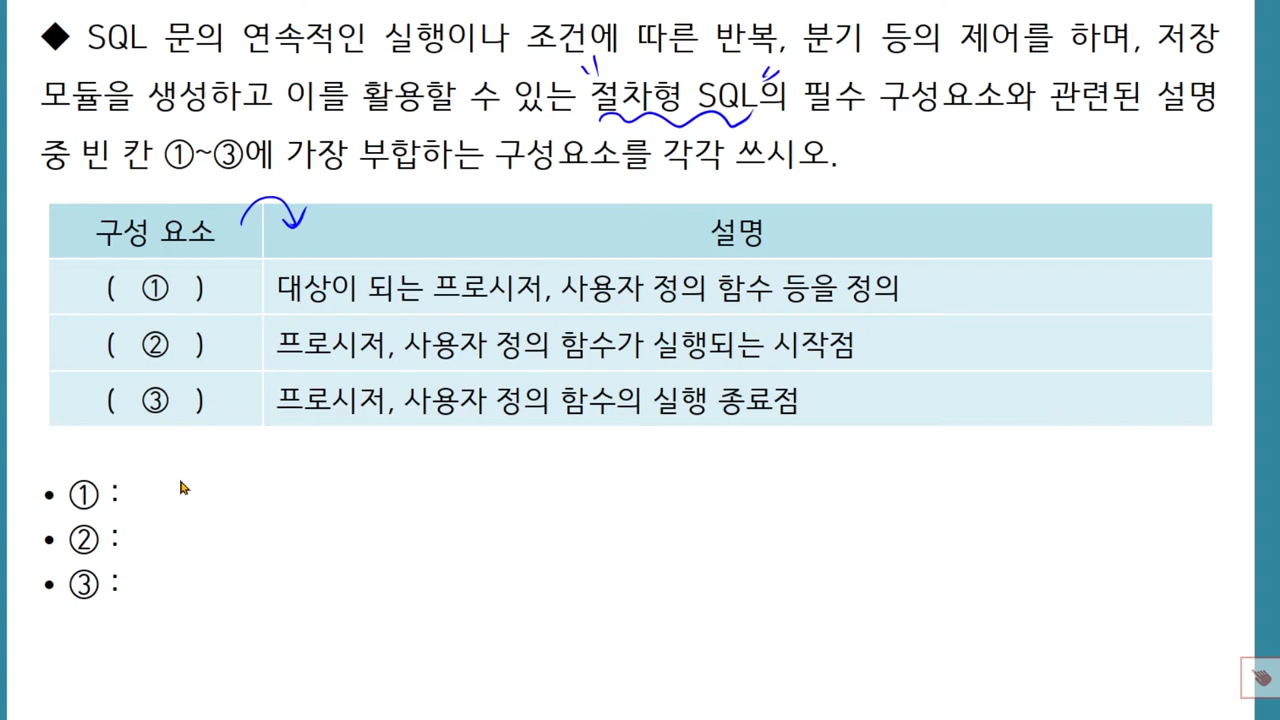 ◆ SQL 문의 연속적인 실행이나 조건에 따른 반복, 분기 등의 제어를 하며, 저장
모듈을 생성하고 이를 활용할 수 있는 절차형 SQL의 필수 구성요소와 관련된 설명
중 빈 칸 ①~③에 가장 부합하는 구성요소를 각각 쓰시오.
구성 요소 설명
( ① ) 대상이 되는 프로시저, 사용자 정의 함수 등을 정의
( ② ) 프로시저, 사용자 정의 함수가 실행되는 시작점
( ③ ) 프로시저, 사용자 정의 함수의 실행 종료점
• ① :
• ② :
• ③ :